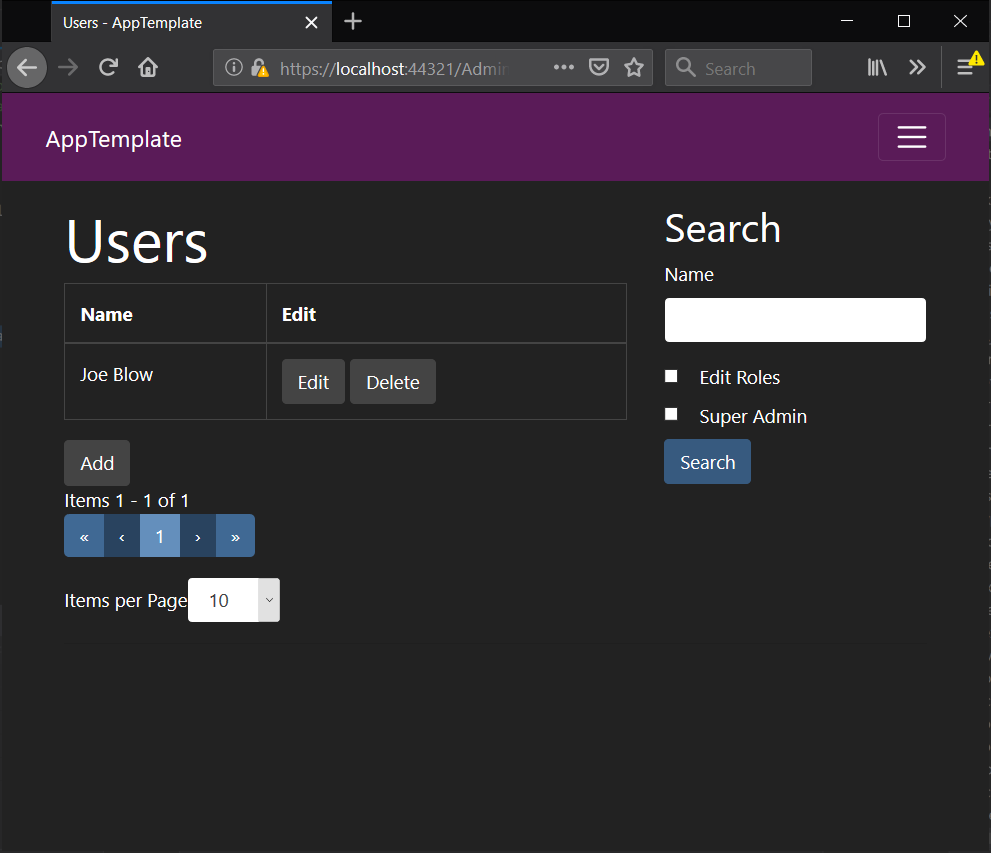 Users - AppTemplate
https://localhost:44321/Admin
Search
AppTemplate
Users
Name Edit
Joe Blow Edit Delete
Add
Items 1 - 1 of 1
« ‹ 1 › »
Items per Page 10
Search
Name
Edit Roles
Super Admin
Search